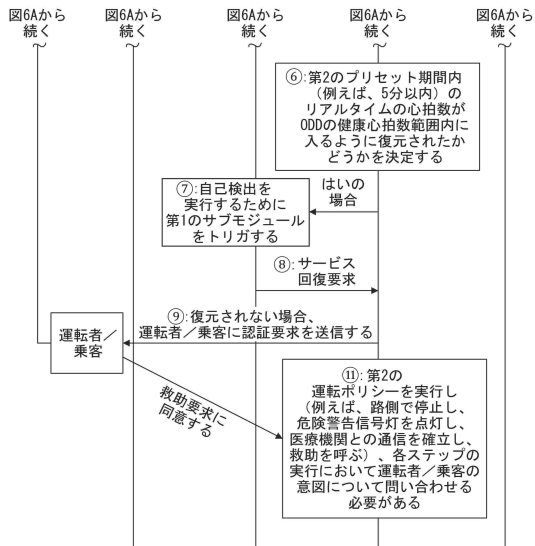 図6Aから
続く
図6Aから
続く
図6Aから
続く
図6Aから
続く
図6Aから
続く
⑥:第2のプリセット期間内
（例えば、5分以内）の
リアルタイムの心拍数が
ODDの健康心拍数範囲内に
入るように復元されたか
どうかを決定する
はいの
場合
⑦:自己検出を
実行するために
第1のサブモジュール
をトリガする
⑧:サービス
回復要求
⑨:復元されない場合、
運転者／乗客に認証要求を送信する
運転者／
乗客
救助要求に
同意する
⑪:第2の
運転ポリシーを実行し
（例えば、路側で停止し、
危険警告信号灯を点灯し、
医療機関との通信を確立し、
救助を呼ぶ）、各ステップの
実行において運転者／乗客の
意図について問い合わせる
必要がある